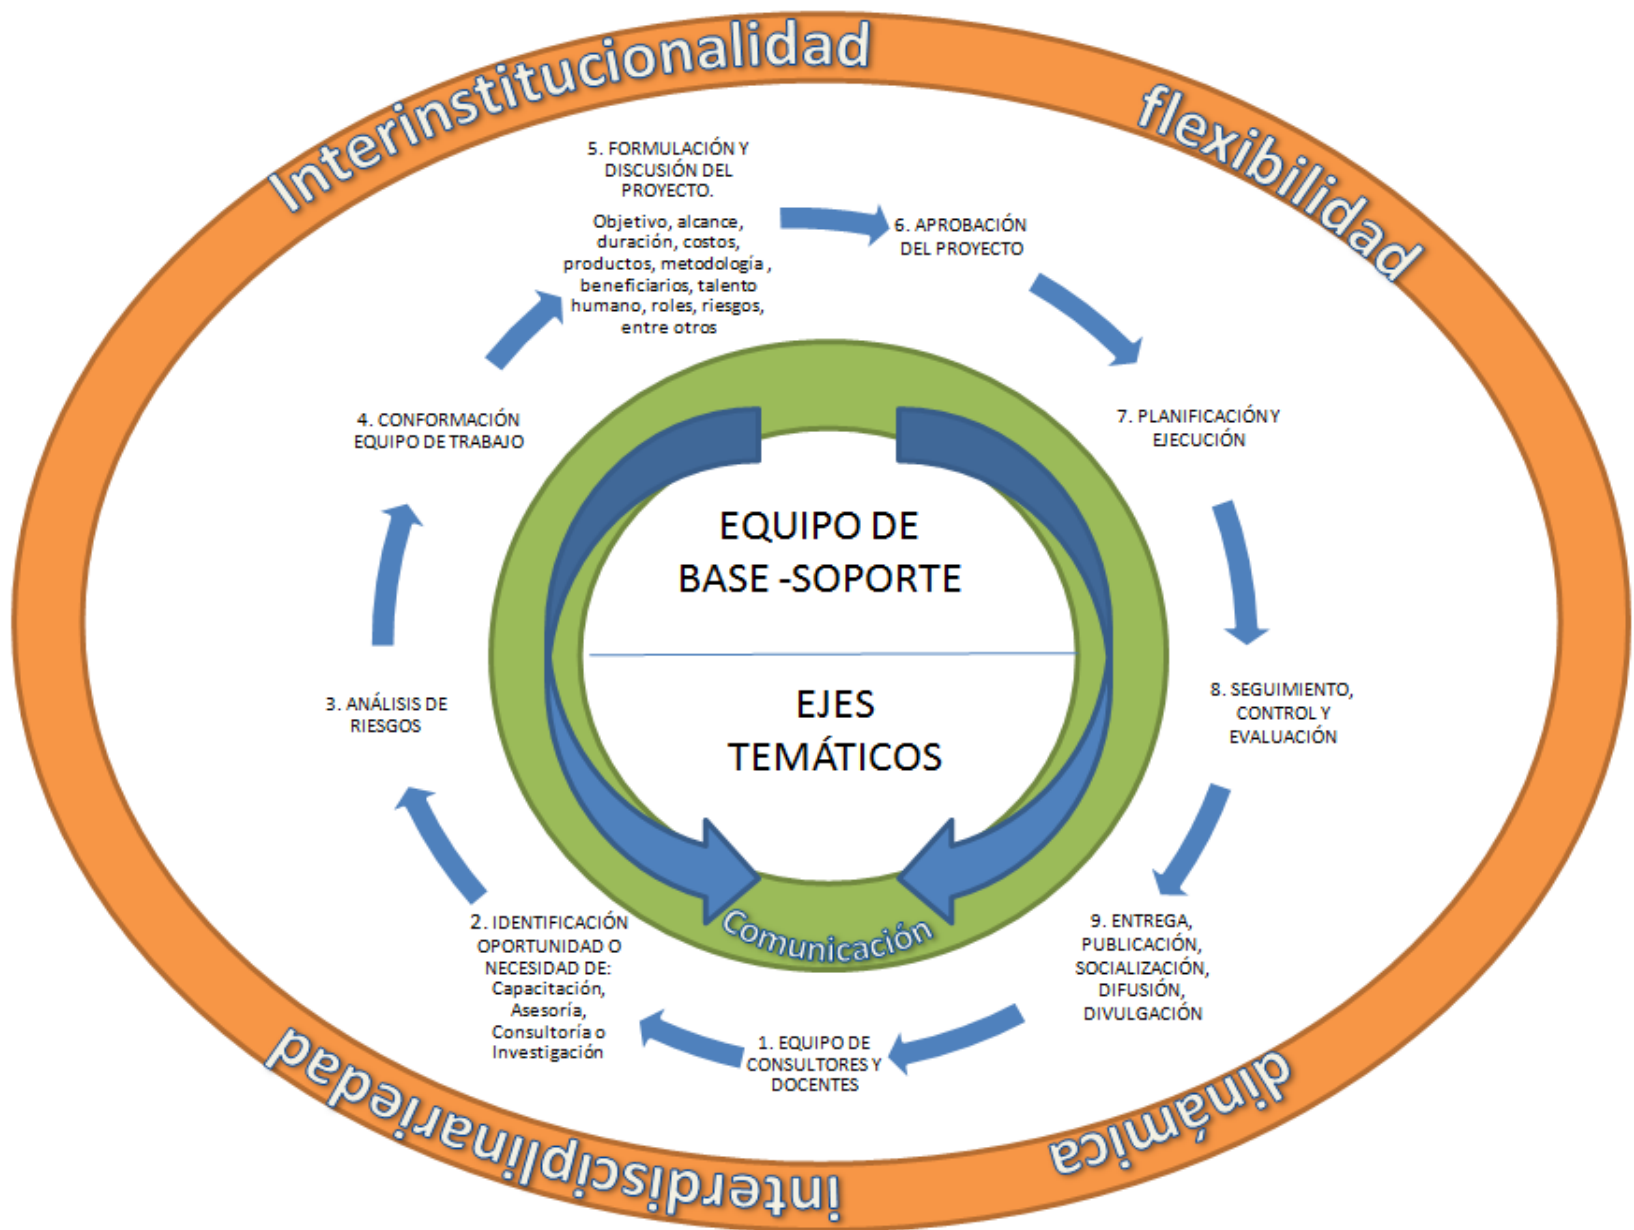 Interinstitucionalidad
flexibilidad
5. FORMULACIÓN Y
DISCUSIÓN DEL
PROYECTO.
Objetivo, alcance,
duración, costos,
productos, metodología ,
beneficiarios, talento
humano, roles, riesgos,
entre otros
6. APROBACIÓN
DEL PROYECTO
4. CONFORMACIÓN
EQUIPO DE TRABAJO
7. PLANIFICACIÓN Y
EJECUCIÓN
EQUIPO DE
BASE -SOPORTE
EJES
TEMÁTICOS
3. ANÁLISIS DE
RIESGOS
8. SEGUIMIENTO,
CONTROL Y
EVALUACIÓN
Comunicación
2. IDENTIFICACIÓN
OPORTUNIDAD O
NECESIDAD DE:
Capacitación,
Asesoría,
Consultoría o
Investigación
9. ENTREGA,
PUBLICACIÓN,
SOCIALIZACIÓN,
DIFUSIÓN,
DIVULGACIÓN
1. EQUIPO DE
CONSULTORES Y
DOCENTES
interdisciplinariedad
dinámica